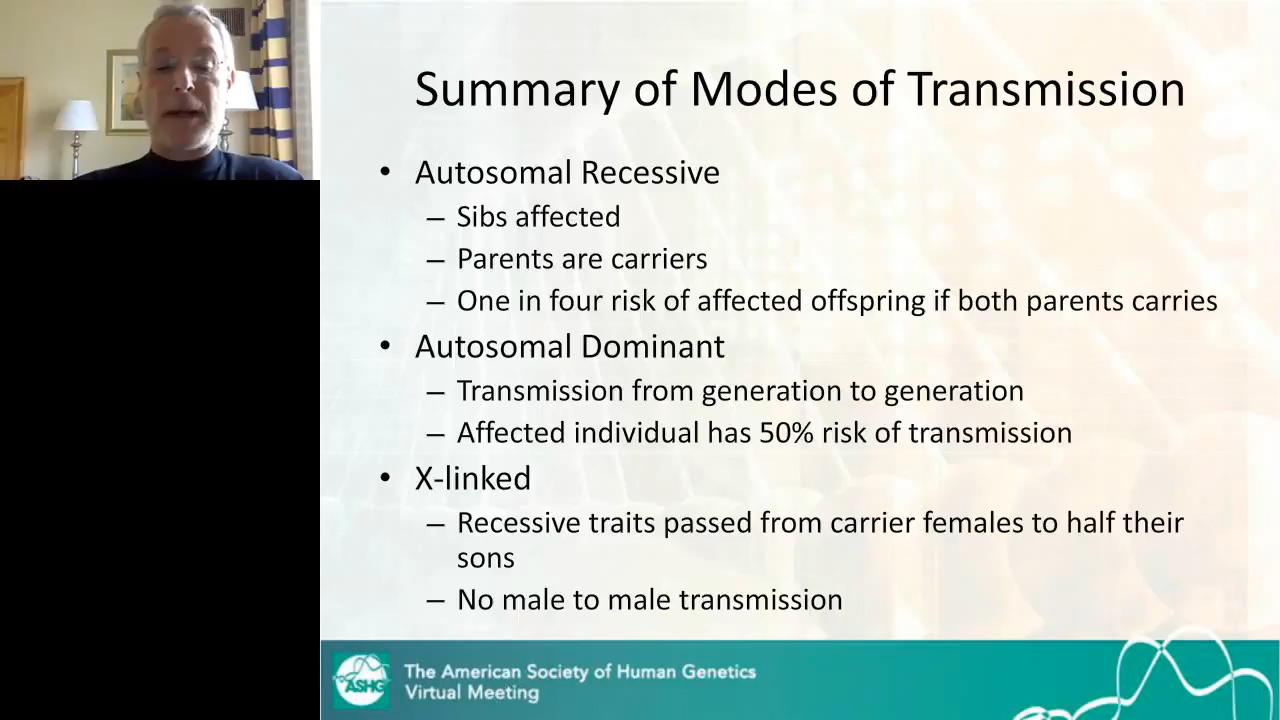 Summary of Modes of Transmission
• Autosomal Recessive
– Sibs affected
– Parents are carriers
– One in four risk of affected offspring if both parents carries
• Autosomal Dominant
– Transmission from generation to generation
– Affected individual has 50% risk of transmission
• X-linked
– Recessive traits passed from carrier females to half their
sons
– No male to male transmission
ASHG
The American Society of Human Genetics
Virtual Meeting